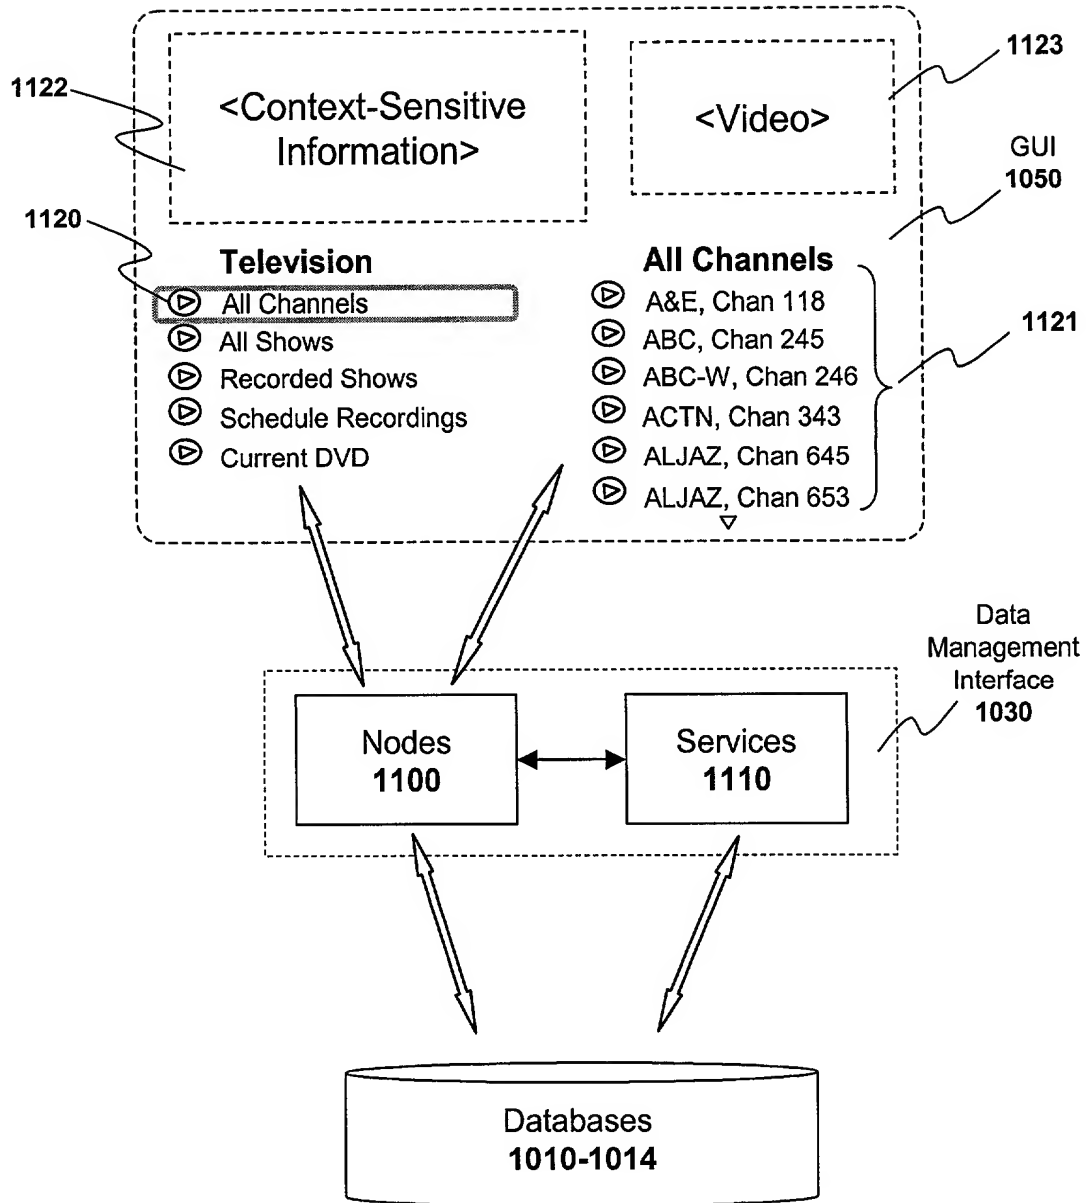 1122
<Context-Sensitive
Information>
<Video>
1123
GUI
1050
1120
Television
All Channels
All Shows
Recorded Shows
Schedule Recordings
Current DVD
All Channels
A&E, Chan 118
ABC, Chan 245
ABC-W, Chan 246
ACTN, Chan 343
ALJAZ, Chan 645
ALJAZ, Chan 653
1121
Data
Management
Interface
1030
Nodes
1100
Services
1110
Databases
1010-1014